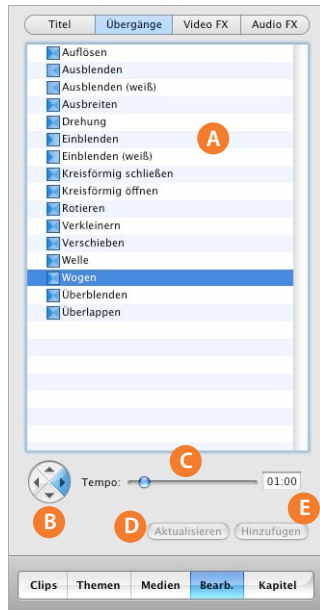 Titel Übergänge Video FX Audio FX
Auflösen
Ausblenden
Ausblenden (weiß)
Ausbreiten
Drehung
Einblenden
A
Einblenden (weiß)
Kreisförmig schließen
Kreisförmig öffnen
Rotieren
Verkleinern
Verschieben
Welle
Wogen
Überblenden
Überlappen
C
Tempo: 01:00
B D E
Aktualisieren Hinzufügen
Clips Themen Medien Bearb. Kapitel